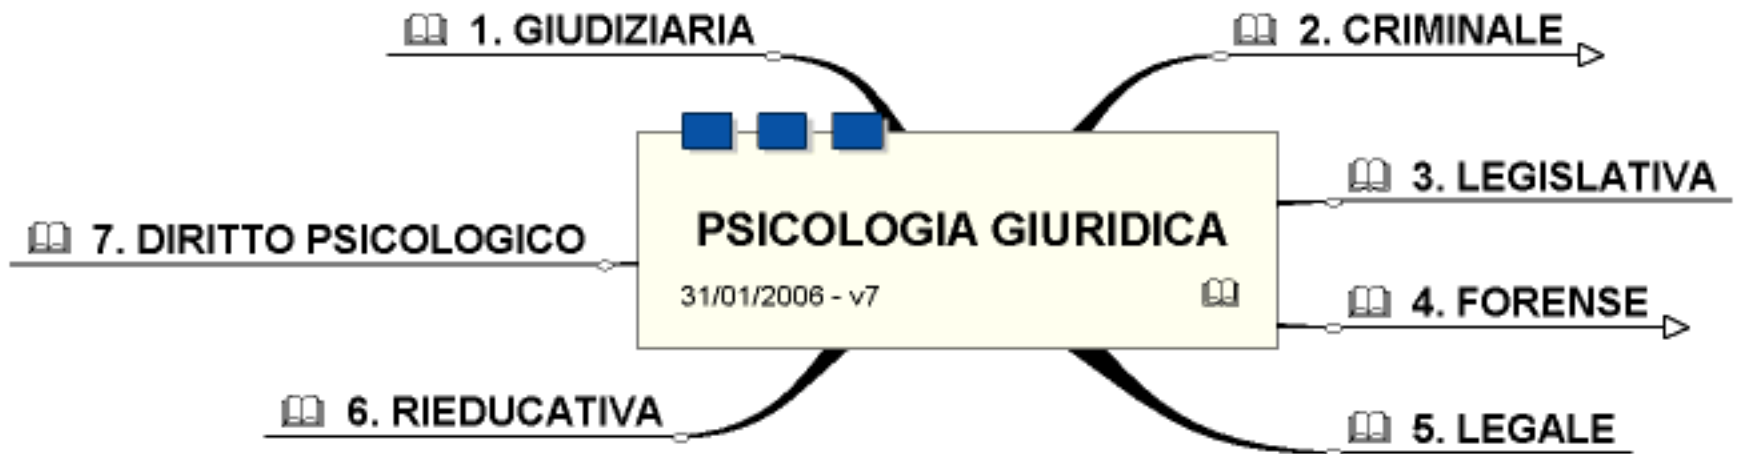 1. GIUDIZIARIA
2. CRIMINALE
3. LEGISLATIVA
7. DIRITTO PSICOLOGICO
PSICOLOGIA GIURIDICA
31/01/2006 - v7
4. FORENSE
6. RIEDUCATIVA
5. LEGALE